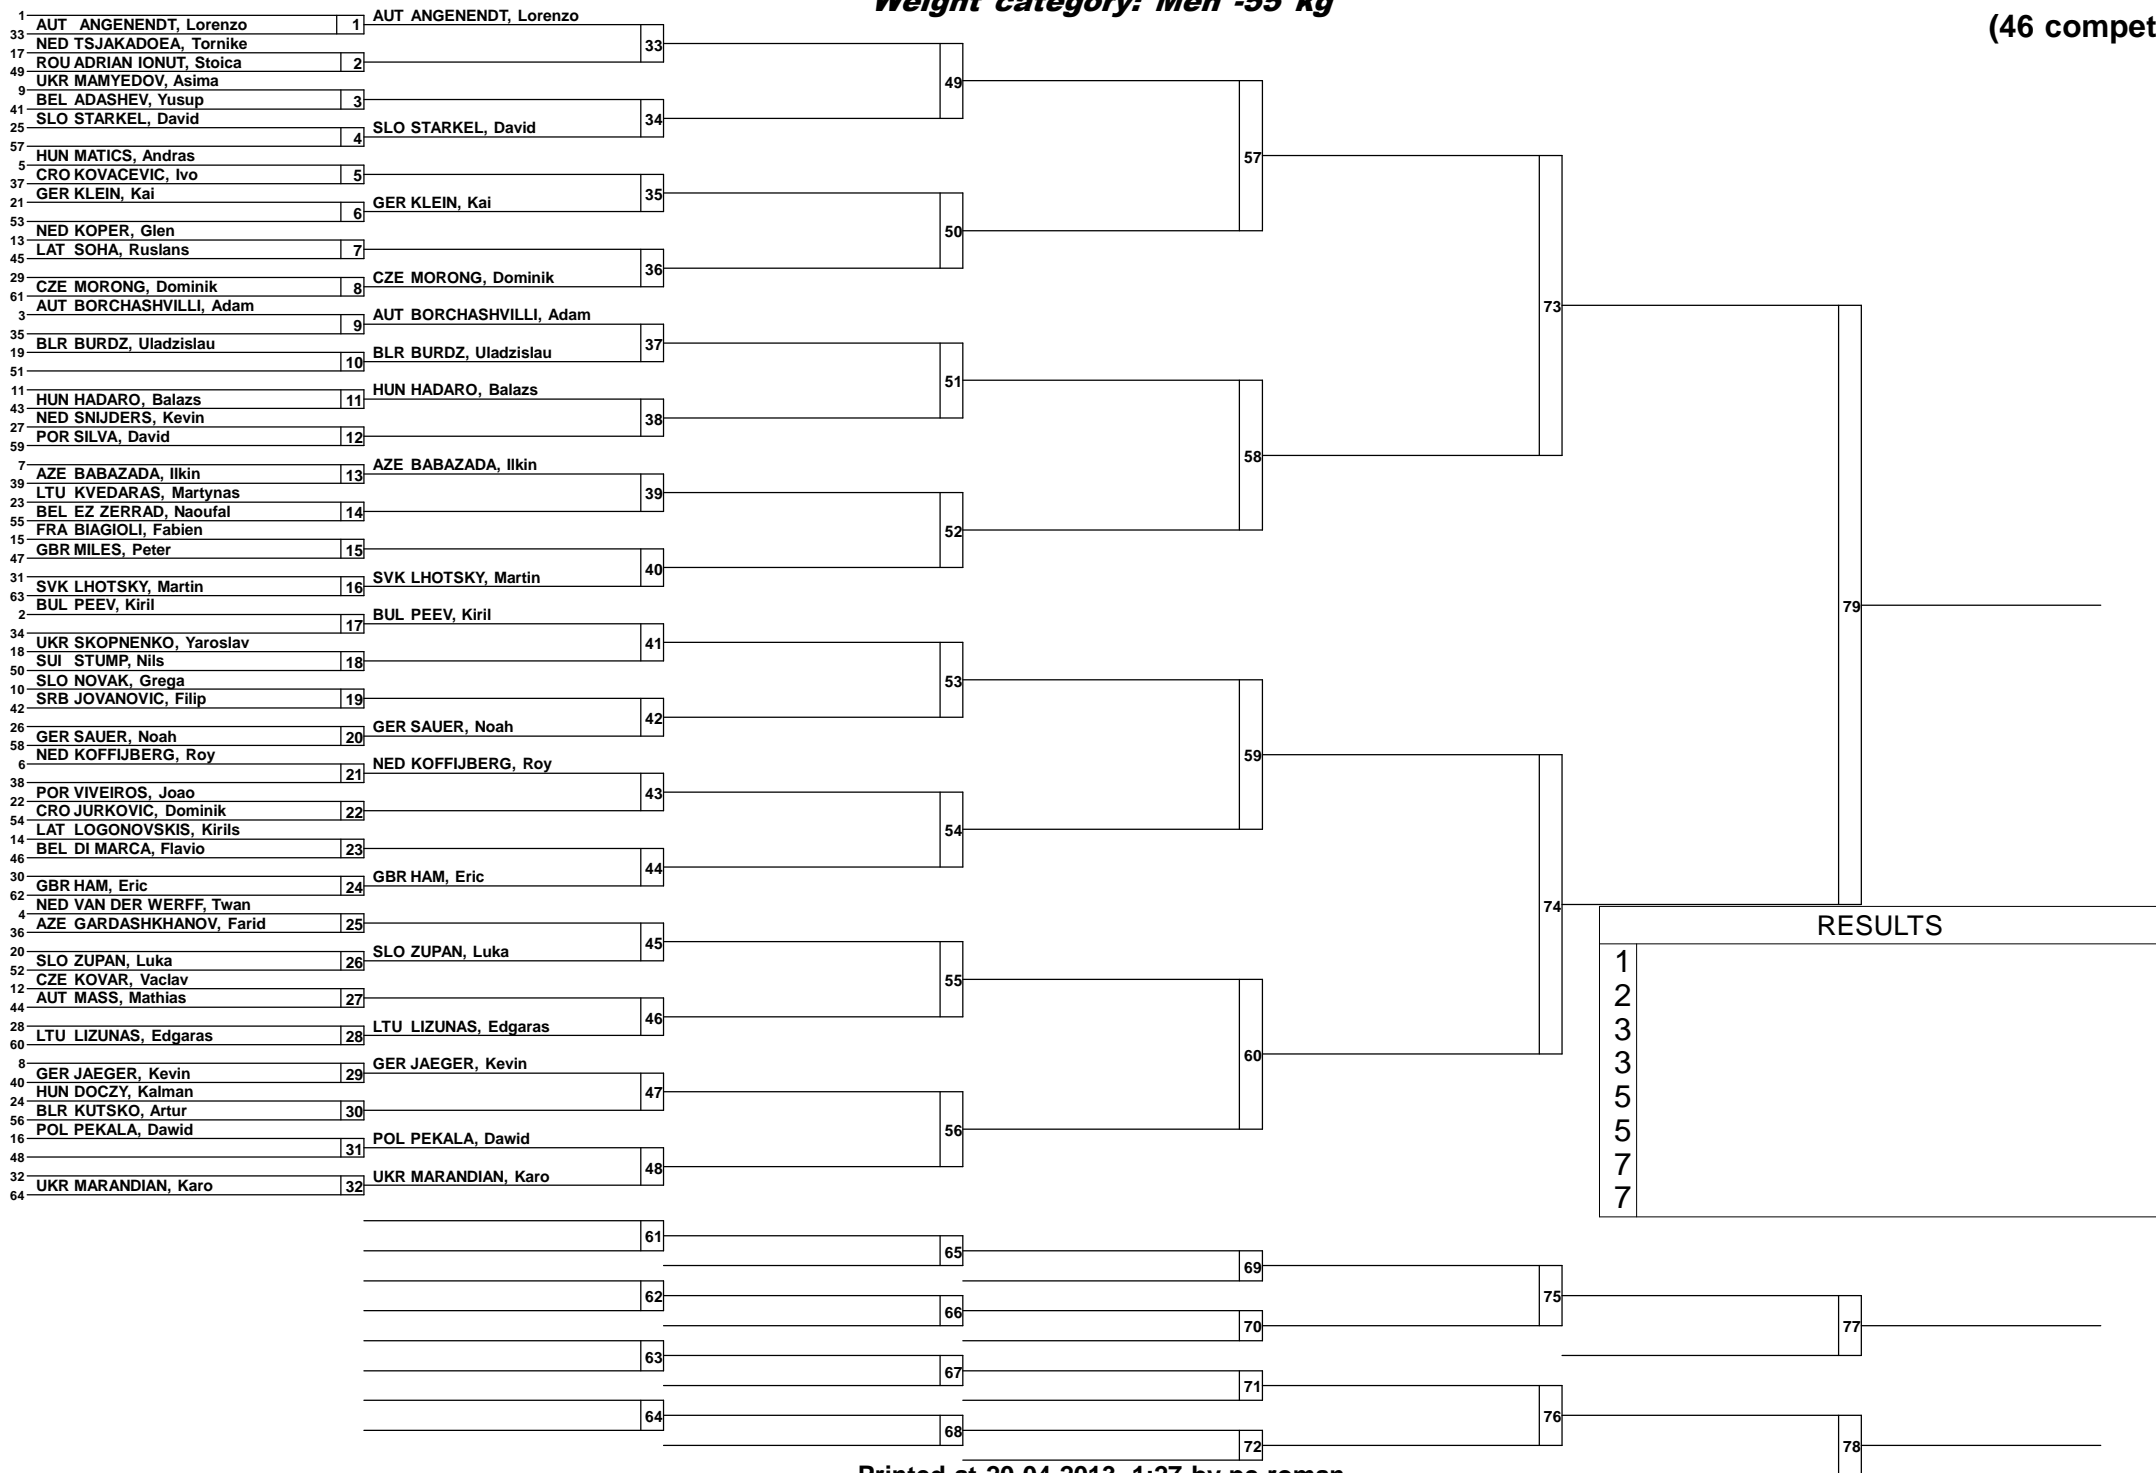 Weight category: Men -55 kg
(46 compet
1
AUT ANGENENDT, Lorenzo 1 AUT ANGENENDT, Lorenzo
33
NED TSJAKADOEA, Tornike 33
17
ROU ADRIAN IONUT, Stoica 2
49
UKR MAMYEDOV, Asima 49
9
BEL ADASHEV, Yusup 3
41
SLO STARKEL, David 34
25
4 SLO STARKEL, David
57
HUN MATICS, Andras 57
5
CRO KOVACEVIC, Ivo 5
37
GER KLEIN, Kai 35
21
6 GER KLEIN, Kai
53
NED KOPER, Glen 50
13
LAT SOHA, Ruslans 7
45
36
29
CZE MORONG, Dominik 8 CZE MORONG, Dominik
61
AUT BORCHASHVILLI, Adam 73
3
9 AUT BORCHASHVILLI, Adam
35
BLR BURDZ, Uladzislau 37
19
10 BLR BURDZ, Uladzislau
51
51
11
HUN HADARO, Balazs 11 HUN HADARO, Balazs
43
NED SNIJDERS, Kevin 38
27
POR SILVA, David 12
59
58
7
AZE BABAZADA, Ilkin 13 AZE BABAZADA, Ilkin
39
LTU KVEDARAS, Martynas 39
23
BEL EZ ZERRAD, Naoufal 14
55
FRA BIAGIOLI, Fabien 52
15
GBR MILES, Peter 15
47
40
31
SVK LHOTSKY, Martin 16 SVK LHOTSKY, Martin
63
BUL PEEV, Kiril 79
2
17 BUL PEEV, Kiril
34
UKR SKOPNENKO, Yaroslav 41
18
SUI STUMP, Nils 18
50
SLO NOVAK, Grega 53
10
SRB JOVANOVIC, Filip 19
42
42
26
GER SAUER, Noah 20 GER SAUER, Noah
58
NED KOFFIJBERG, Roy 59
6
21 NED KOFFIJBERG, Roy
38
POR VIVEIROS, Joao 43
22
CRO JURKOVIC, Dominik 22
54
LAT LOGONOVSKIS, Kirils 54
14
BEL DI MARCA, Flavio 23
46
44
30
GBR HAM, Eric 24 GBR HAM, Eric
62
NED VAN DER WERFF, Twan 74
4
AZE GARDASHKHANOV, Farid 25
36
45
20
SLO ZUPAN, Luka 26 SLO ZUPAN, Luka
52
CZE KOVAR, Vaclav 55
12
AUT MASS, Mathias 27
44
46
28
LTU LIZUNAS, Edgaras 28 LTU LIZUNAS, Edgaras
60
60
8
GER JAEGER, Kevin 29 GER JAEGER, Kevin
40
HUN DOCZY, Kalman 47
24
BLR KUTSKO, Artur 30
56
POL PEKALA, Dawid 56
16
31 POL PEKALA, Dawid
48
48
32
UKR MARANDIAN, Karo 32 UKR MARANDIAN, Karo
64
RESULTS
1
2
3
3
5
5
7
7
61
65
69
62
75
66
70
77
63
67
71
64
76
68
72
78
Printed at 20.04.2013, 1:27 by ne roman